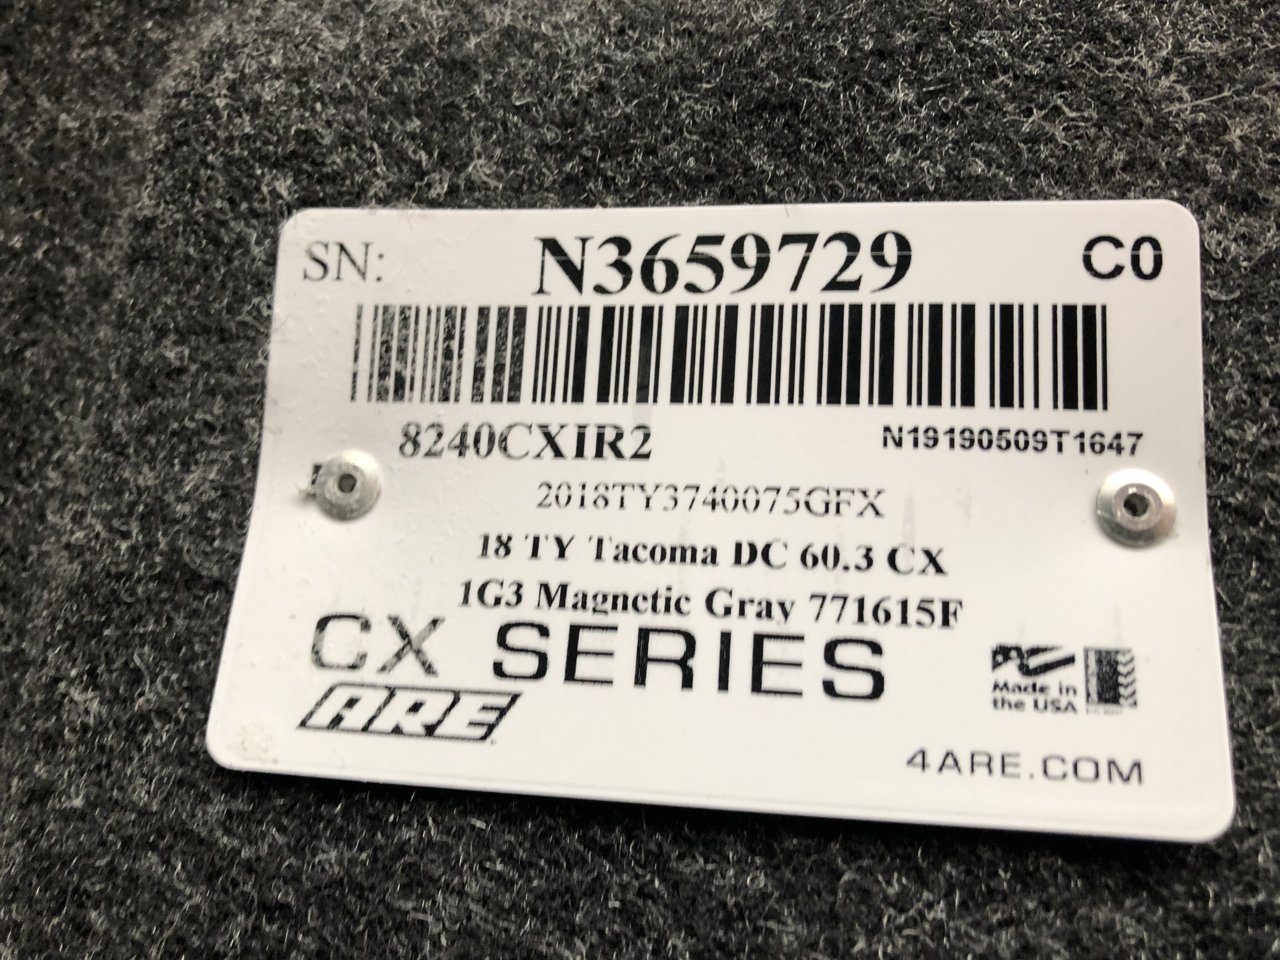 SN: N3659729 C0
8240CXIR2 N19190509T1647
2018TY3740075GFX
18 TY Tacoma DC 60.3 CX
1G3 Magnetic Gray 771615F
CX SERIES
ARE
Made in
the USA
4ARE.COM